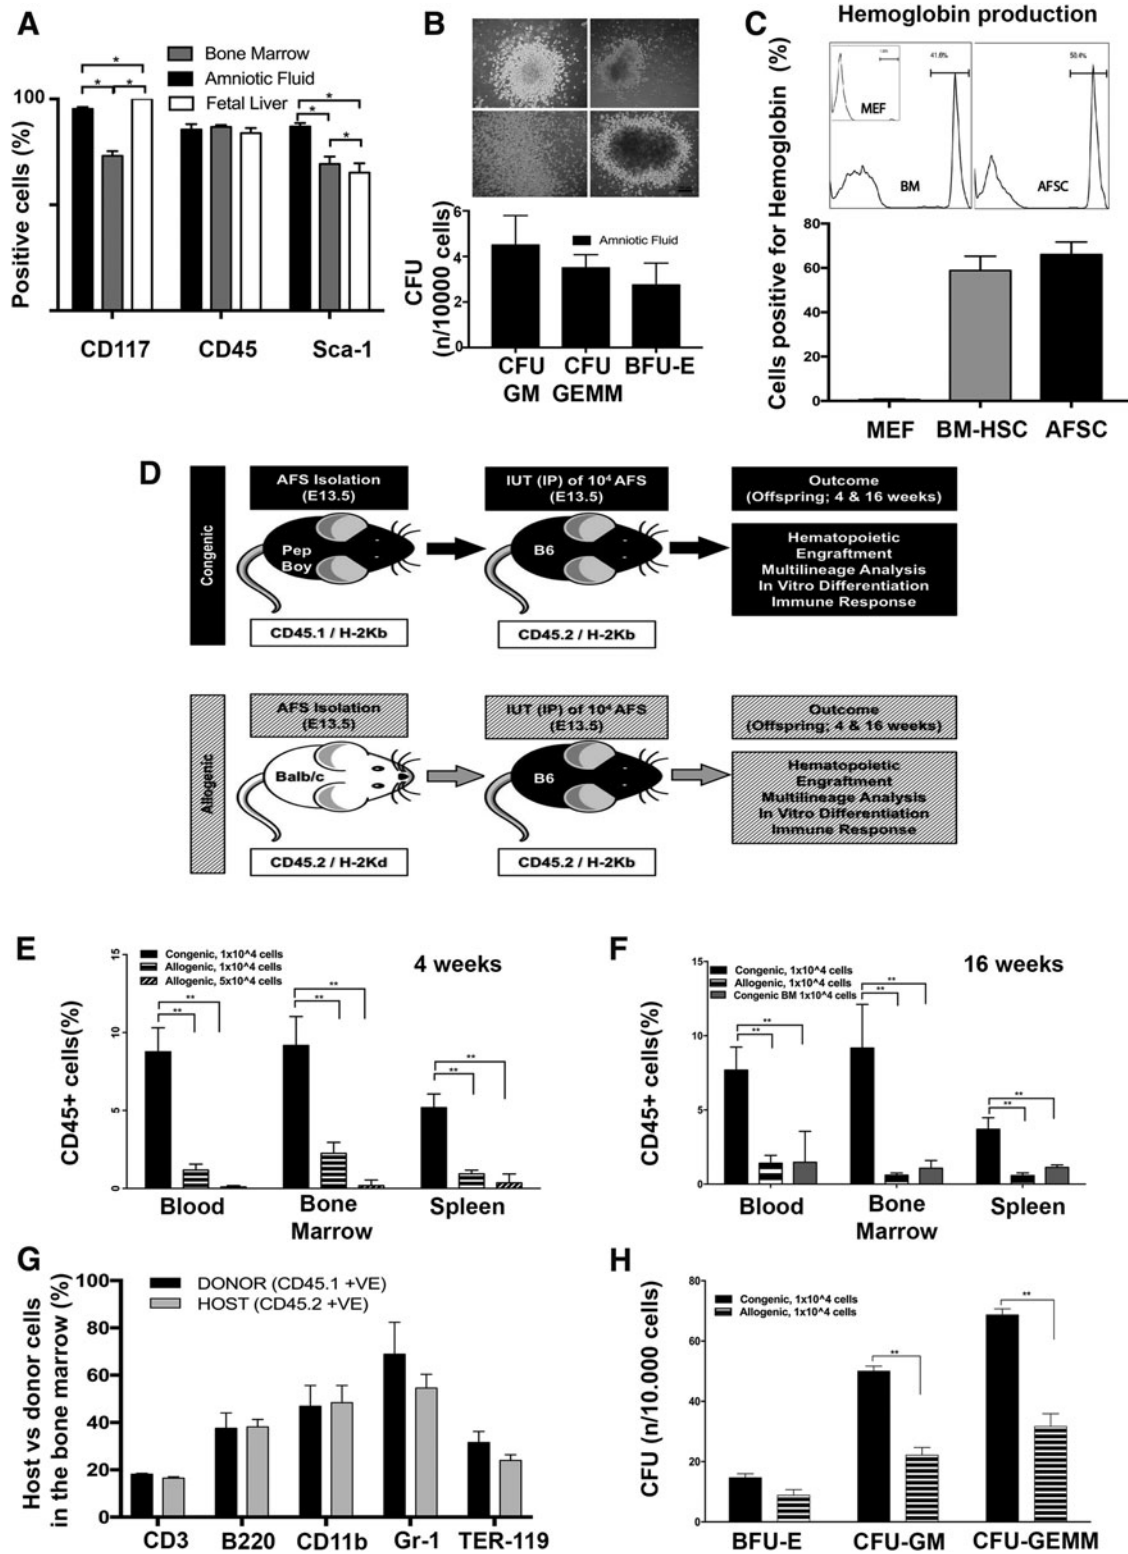 A
Bone Marrow
Amniotic Fluid
Fetal Liver
*
*
*
*
*
*
100
Positive cells (%)
CD117
CD45
Sca-1
B
6
4
2
0
CFU
(n/10000 cells)
Amniotic Fluid
CFU
GM
CFU
GEMM
BFU-E
C
Hemoglobin production
41.6%
50.4%
MEF
BM
AFSC
Cells positive for Hemoglobin (%)
80
60
40
20
0
MEF
BM-HSC
AFSC
D
Congenic
AFS Isolation
(E13.5)
IUT (IP) of 10⁴ AFS
(E13.5)
Outcome
(Offspring; 4 & 16 weeks)
Pep
Boy
B6
Hematopoietic
Engraftment
Multilineage Analysis
In Vitro Differentiation
Immune Response
CD45.1 / H-2Kb
CD45.2 / H-2Kb
Allogenic
AFS Isolation
(E13.5)
IUT (IP) of 10⁴ AFS
(E13.5)
Outcome
(Offspring; 4 & 16 weeks)
Balb/c
B6
Hematopoietic
Engraftment
Multilineage Analysis
In Vitro Differentiation
Immune Response
CD45.2 / H-2Kd
CD45.2 / H-2Kb
E
Congenic, 1x10^4 cells
Allogenic, 1x10^4 cells
Allogenic, 5x10^4 cells
4 weeks
**
**
**
**
**
**
15
10
5
0
CD45+ cells(%)
Blood
Bone
Marrow
Spleen
F
Congenic, 1x10^4 cells
Allogenic, 1x10^4 cells
Congenic BM 1x10^4 cells
16 weeks
**
**
**
**
**
**
15
10
5
0
CD45+ cells(%)
Blood
Bone
Marrow
Spleen
G
DONOR (CD45.1 +VE)
HOST (CD45.2 +VE)
Host vs donor cells
in the bone marrow (%)
100
80
60
40
20
0
CD3
B220
CD11b
Gr-1
TER-119
H
Congenic, 1x10^4 cells
Allogenic, 1x10^4 cells
**
**
80
60
40
20
0
CFU (n/10.000 cells)
BFU-E
CFU-GM
CFU-GEMM